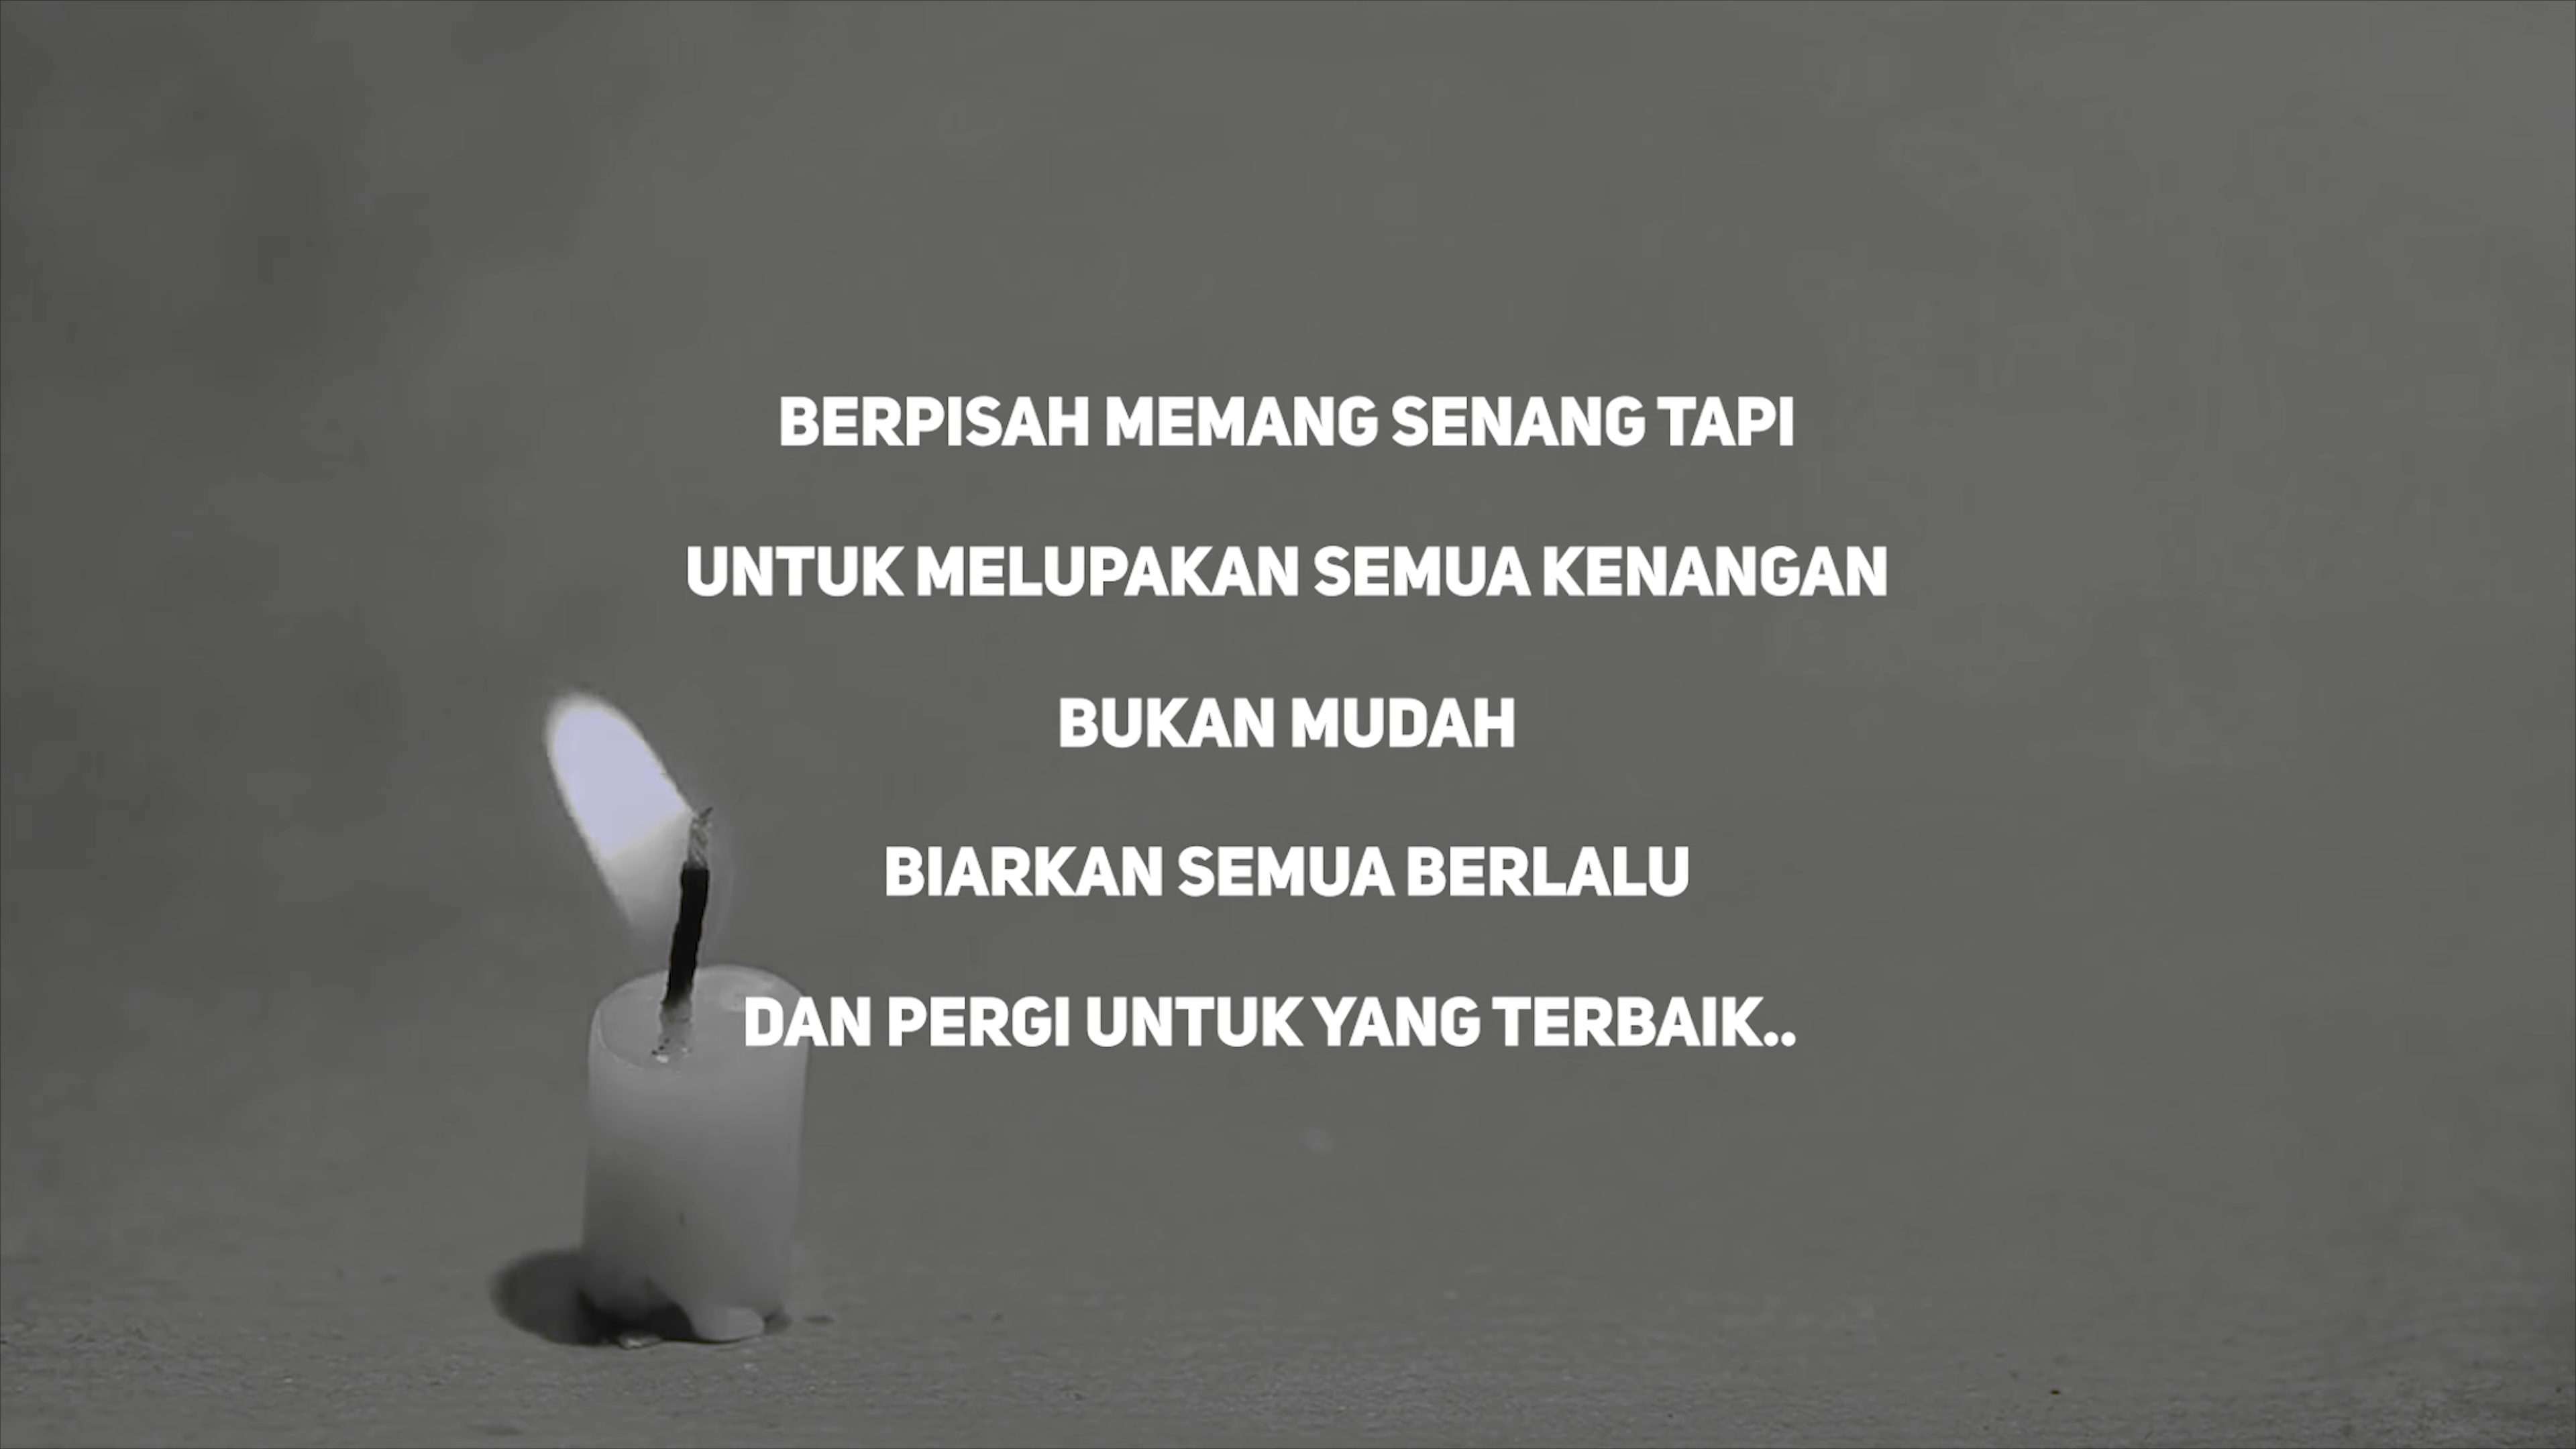 BERPISAH MEMANG SENANG TAPI
UNTUK MELUPAKAN SEMUA KENANGAN
BUKAN MUDAH
BIARKAN SEMUA BERLALU
DAN PERGI UNTUK YANG TERBAIK..